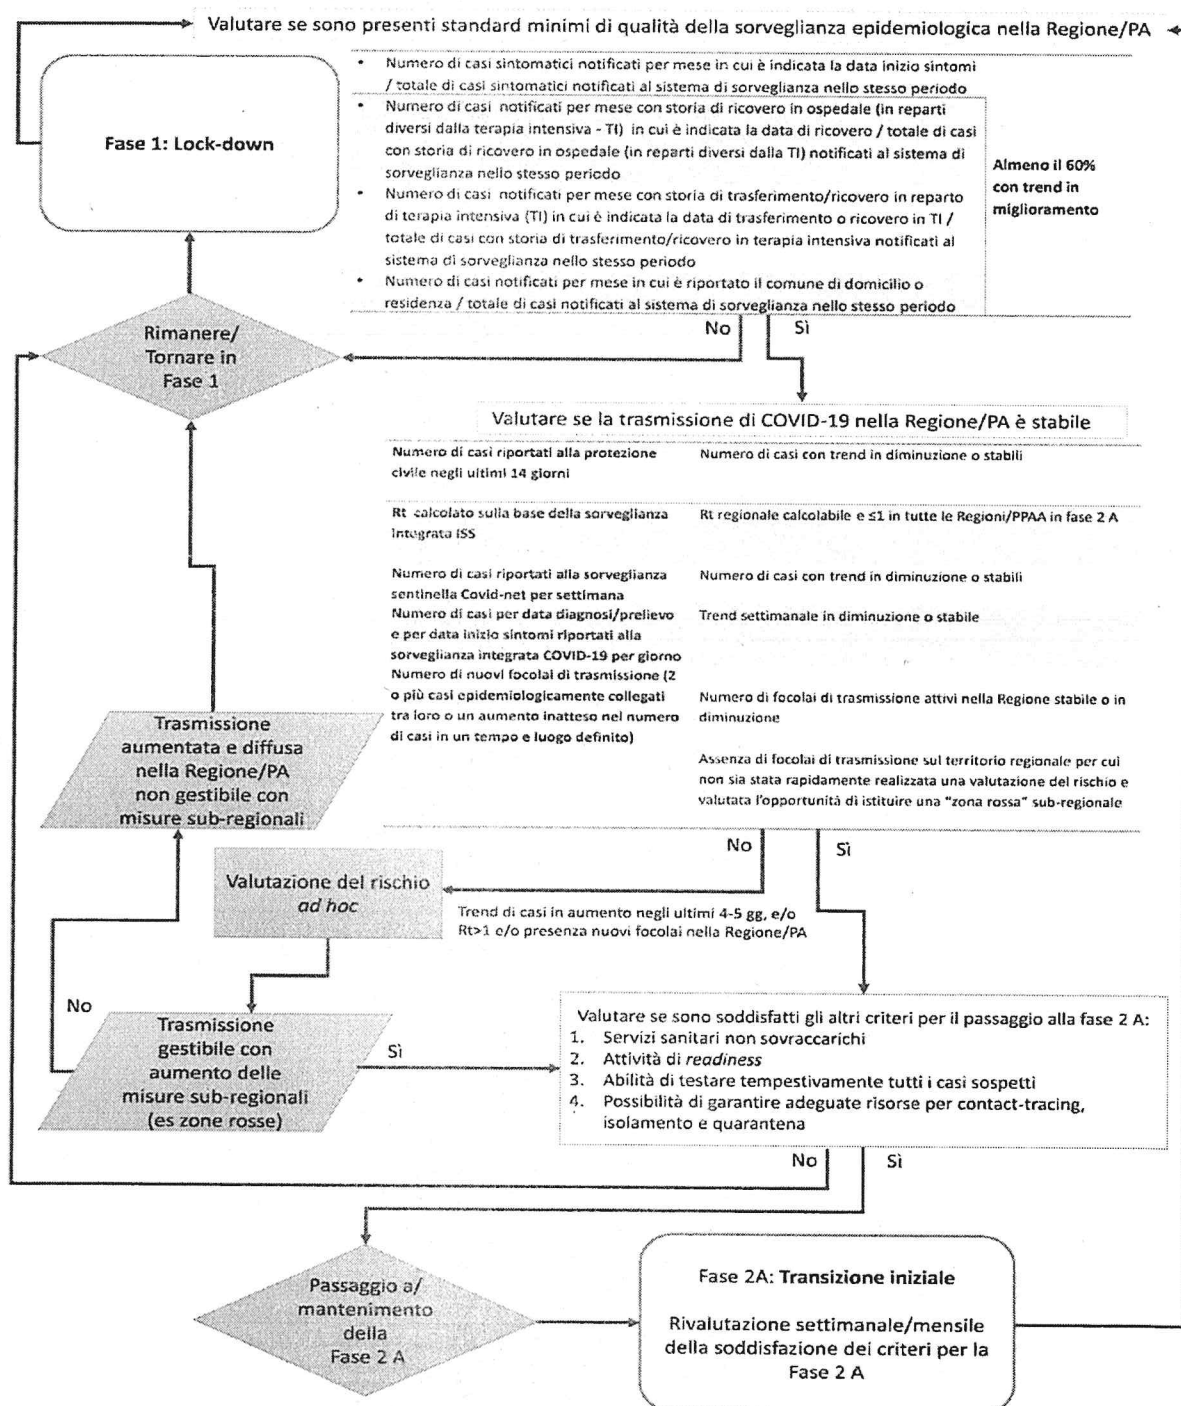 Valutare se sono presenti standard minimi di qualità della sorveglianza epidemiologica nella Regione/PA
Fase 1: Lock-down
• Numero di casi sintomatici notificati per mese in cui è indicata la data inizio sintomi
/ totale di casi sintomatici notificati al sistema di sorveglianza nello stesso periodo
• Numero di casi notificati per mese con storia di ricovero in ospedale (in reparti
diversi dalla terapia intensiva - TI) in cui è indicata la data di ricovero / totale di casi
con storia di ricovero in ospedale (in reparti diversi dalla TI) notificati al sistema di
sorveglianza nello stesso periodo
• Numero di casi notificati per mese con storia di trasferimento/ricovero in reparto
di terapia intensiva (TI) in cui è indicata la data di trasferimento o ricovero in TI /
totale di casi con storia di trasferimento/ricovero in terapia intensiva notificati al
sistema di sorveglianza nello stesso periodo
• Numero di casi notificati per mese in cui è riportato il comune di domicilio o
residenza / totale di casi notificati al sistema di sorveglianza nello stesso periodo
Almeno il 60%
con trend in
miglioramento
No
Sì
Rimanere/
Tornare in
Fase 1
Valutare se la trasmissione di COVID-19 nella Regione/PA è stabile
Numero di casi riportati alla protezione
civile negli ultimi 14 giorni
Numero di casi con trend in diminuzione o stabili
Rt calcolato sulla base della sorveglianza
integrata ISS
Rt regionale calcolabile e ≤1 in tutte le Regioni/PPAA in fase 2 A
Numero di casi riportati alla sorveglianza
sentinella Covid-net per settimana
Numero di casi con trend in diminuzione o stabili
Numero di casi per data diagnosi/prelievo
e per data inizio sintomi riportati alla
sorveglianza integrata COVID-19 per giorno
Trend settimanale in diminuzione o stabile
Numero di nuovi focolai di trasmissione (2
o più casi epidemiologicamente collegati
tra loro o un aumento inatteso nel numero
di casi in un tempo e luogo definito)
Numero di focolai di trasmissione attivi nella Regione stabile o in
diminuzione
Assenza di focolai di trasmissione sul territorio regionale per cui
non sia stata rapidamente realizzata una valutazione del rischio e
valutata l'opportunità di istituire una "zona rossa" sub-regionale
Trasmissione
aumentata e diffusa
nella Regione/PA
non gestibile con
misure sub-regionali
No
Sì
Valutazione del rischio
ad hoc
Trend di casi in aumento negli ultimi 4-5 gg, e/o
Rt>1 e/o presenza nuovi focolai nella Regione/PA
No
Trasmissione
gestibile con
aumento delle
misure sub-regionali
(es zone rosse)
Sì
Valutare se sono soddisfatti gli altri criteri per il passaggio alla fase 2 A:
1. Servizi sanitari non sovraccarichi
2. Attività di readiness
3. Abilità di testare tempestivamente tutti i casi sospetti
4. Possibilità di garantire adeguate risorse per contact-tracing,
isolamento e quarantena
No
Sì
Passaggio a/
mantenimento
della
Fase 2 A
Fase 2A: Transizione iniziale
Rivalutazione settimanale/mensile
della soddisfazione dei criteri per la
Fase 2 A